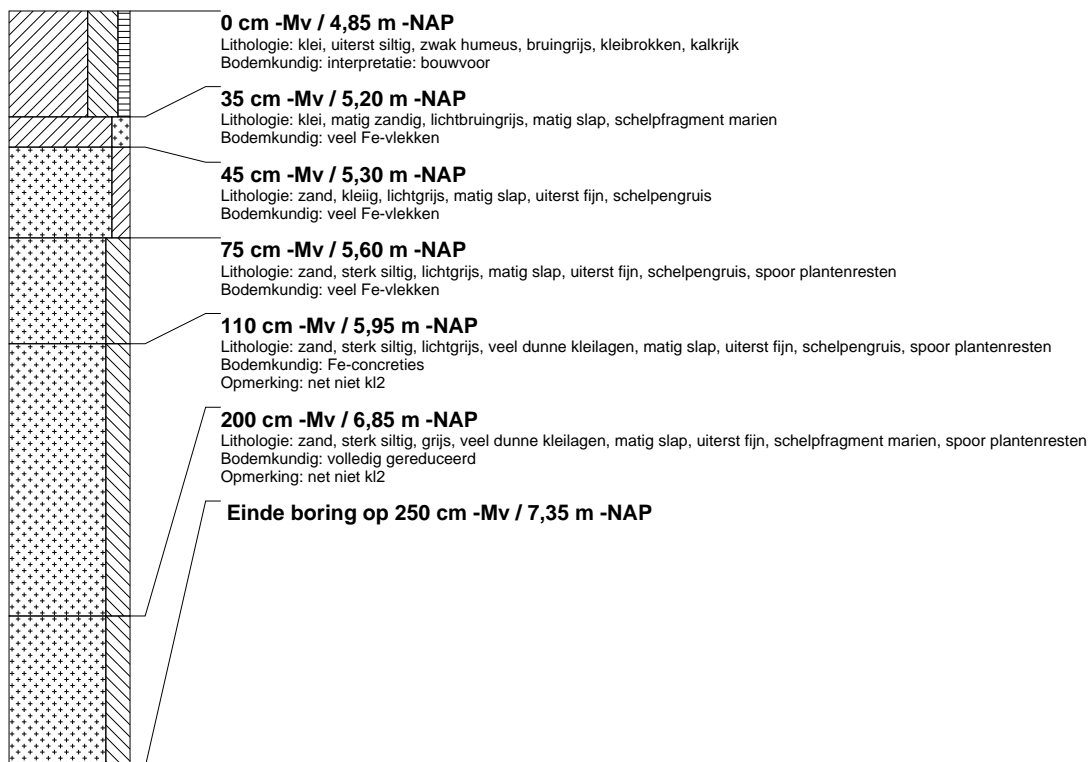 0 cm -Mv / 4,85 m -NAP
Lithologie: klei, uiterst siltig, zwak humeus, bruingrijs, kleibrokken, kalkrijk
Bodemkundig: interpretatie: bouwvoor
35 cm -Mv / 5,20 m -NAP
Lithologie: klei, matig zandig, lichtbruingrijs, matig slap, schelpfragment marien
Bodemkundig: veel Fe-vlekken
45 cm -Mv / 5,30 m -NAP
Lithologie: zand, kleiig, lichtgrijs, matig slap, uiterst fijn, schelpengruis
Bodemkundig: veel Fe-vlekken
75 cm -Mv / 5,60 m -NAP
Lithologie: zand, sterk siltig, lichtgrijs, matig slap, uiterst fijn, schelpengruis, spoor plantenresten
Bodemkundig: veel Fe-vlekken
110 cm -Mv / 5,95 m -NAP
Lithologie: zand, sterk siltig, lichtgrijs, veel dunne kleilagen, matig slap, uiterst fijn, schelpengruis, spoor plantenresten
Bodemkundig: Fe-concreties
Opmerking: net niet kl2
200 cm -Mv / 6,85 m -NAP
Lithologie: zand, sterk siltig, grijs, veel dunne kleilagen, matig slap, uiterst fijn, schelpfragment marien, spoor plantenresten
Bodemkundig: volledig gereduceerd
Opmerking: net niet kl2
Einde boring op 250 cm -Mv / 7,35 m -NAP